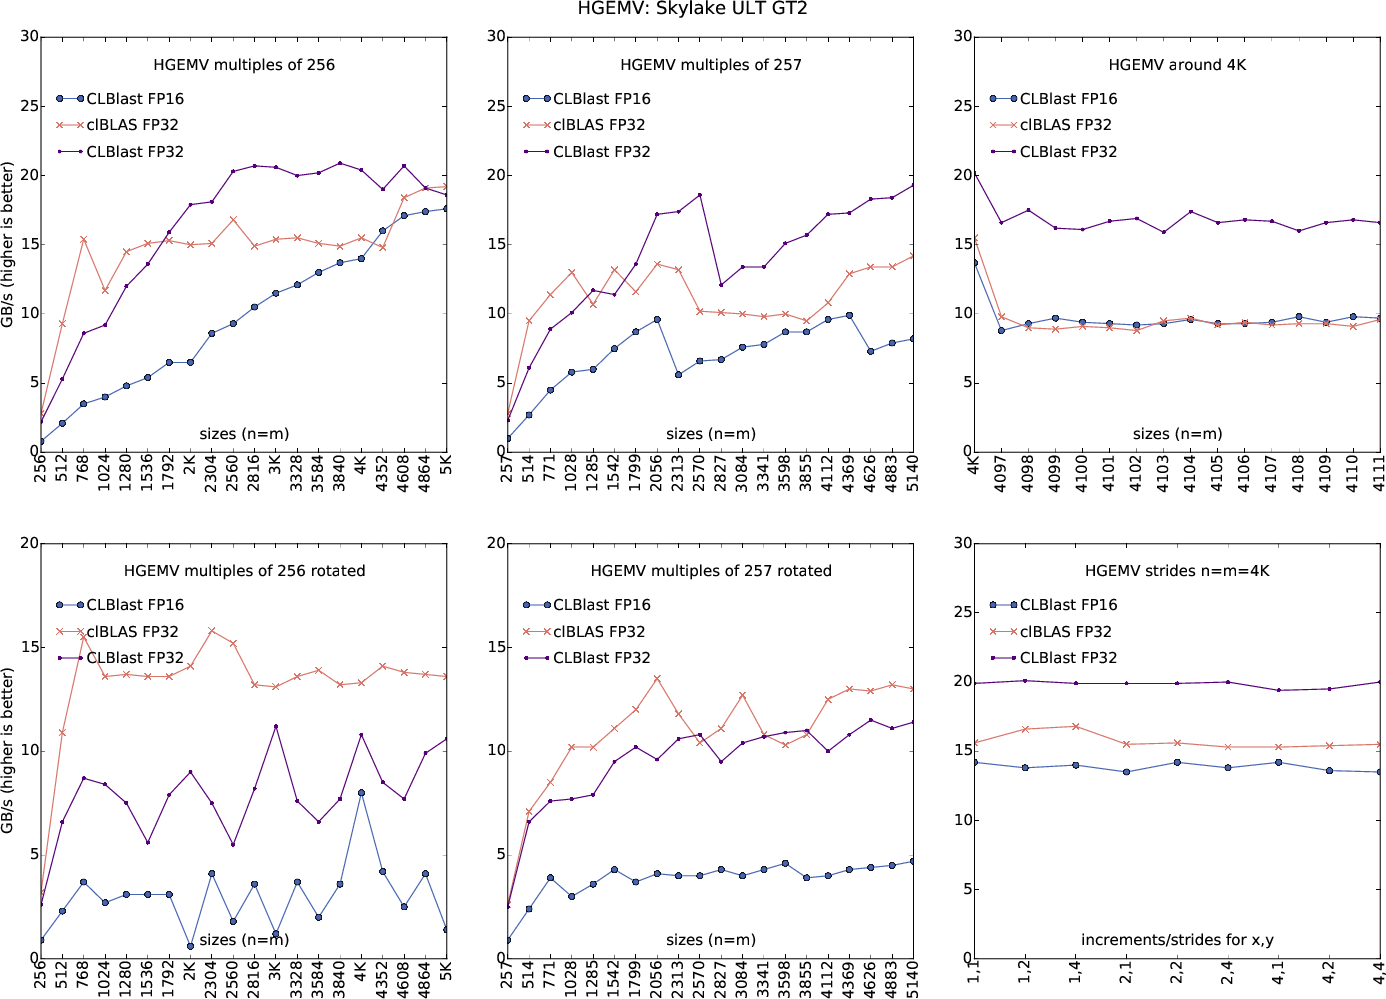 HGEMV: Skylake ULT GT2
HGEMV multiples of 256
CLBlast FP16
clBLAS FP32
CLBlast FP32
GB/s (higher is better)
30
25
20
15
10
5
0
sizes (n=m)
256 512 768 1024 1280 1536 1792 2K 2304 2560 2816 3K 3328 3584 3840 4K 4352 4608 4864 5K
HGEMV multiples of 257
CLBlast FP16
clBLAS FP32
CLBlast FP32
30
25
20
15
10
5
0
sizes (n=m)
257 514 771 1028 1285 1542 1799 2056 2313 2570 2827 3084 3341 3598 3855 4112 4369 4626 4883 5140
HGEMV around 4K
CLBlast FP16
clBLAS FP32
CLBlast FP32
30
25
20
15
10
5
0
sizes (n=m)
4K 4097 4098 4099 4100 4101 4102 4103 4104 4105 4106 4107 4108 4109 4110 4111
HGEMV multiples of 256 rotated
CLBlast FP16
clBLAS FP32
CLBlast FP32
GB/s (higher is better)
20
15
10
5
0
sizes (n=m)
256 512 768 1024 1280 1536 1792 2K 2304 2560 2816 3K 3328 3584 3840 4K 4352 4608 4864 5K
HGEMV multiples of 257 rotated
CLBlast FP16
clBLAS FP32
CLBlast FP32
20
15
10
5
0
sizes (n=m)
257 514 771 1028 1285 1542 1799 2056 2313 2570 2827 3084 3341 3598 3855 4112 4369 4626 4883 5140
HGEMV strides n=m=4K
CLBlast FP16
clBLAS FP32
CLBlast FP32
30
25
20
15
10
5
0
increments/strides for x,y
1,1 1,2 1,4 2,1 2,2 2,4 4,1 4,2 4,4